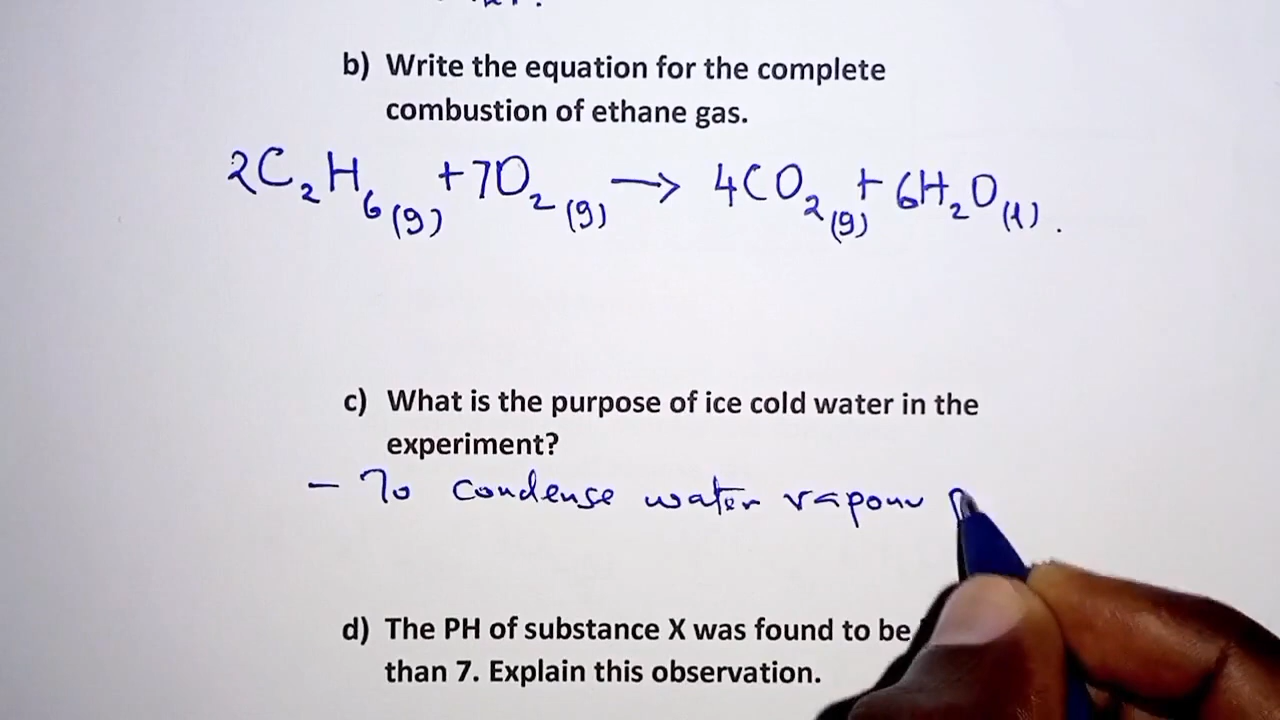 b) Write the equation for the complete
combustion of ethane gas.
2C₂H₆(g) + 7O₂(g) → 4CO₂(g) + 6H₂O(l).
c) What is the purpose of ice cold water in the
experiment?
– To condense water vapour
d) The PH of substance X was found to be
than 7. Explain this observation.